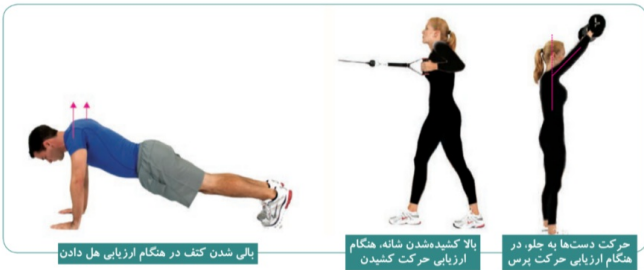 حرکت دست‌ها به جلو، در
هنگام ارزیابی حرکت پرس
بالا کشیده‌شدن شانه، هنگام
ارزیابی حرکت کشیدن
بالی شدن کتف در هنگام ارزیابی هل دادن